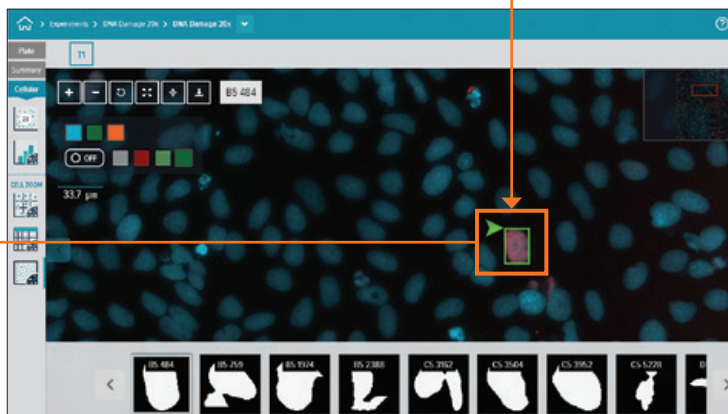 Experiments > DNA Damage 20x > DNA Damage 20x
Plate
T1
Summary
Cellular
B5 484
OFF
CELL ZOOM
33.7 µm
B5 484
B5 759
B5 1974
B5 2388
C5 3162
C5 3504
C5 3952
C5 5228